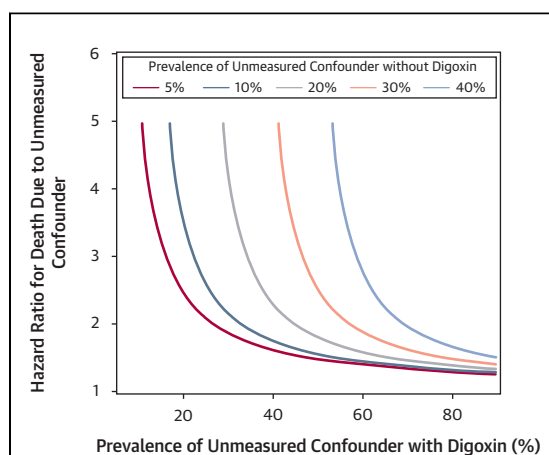 6
Prevalence of Unmeasured Confounder without Digoxin
5% 10% 20% 30% 40%
5
4
3
2
1
Hazard Ratio for Death Due to Unmeasured
Confounder
20 40 60 80
Prevalence of Unmeasured Confounder with Digoxin (%)